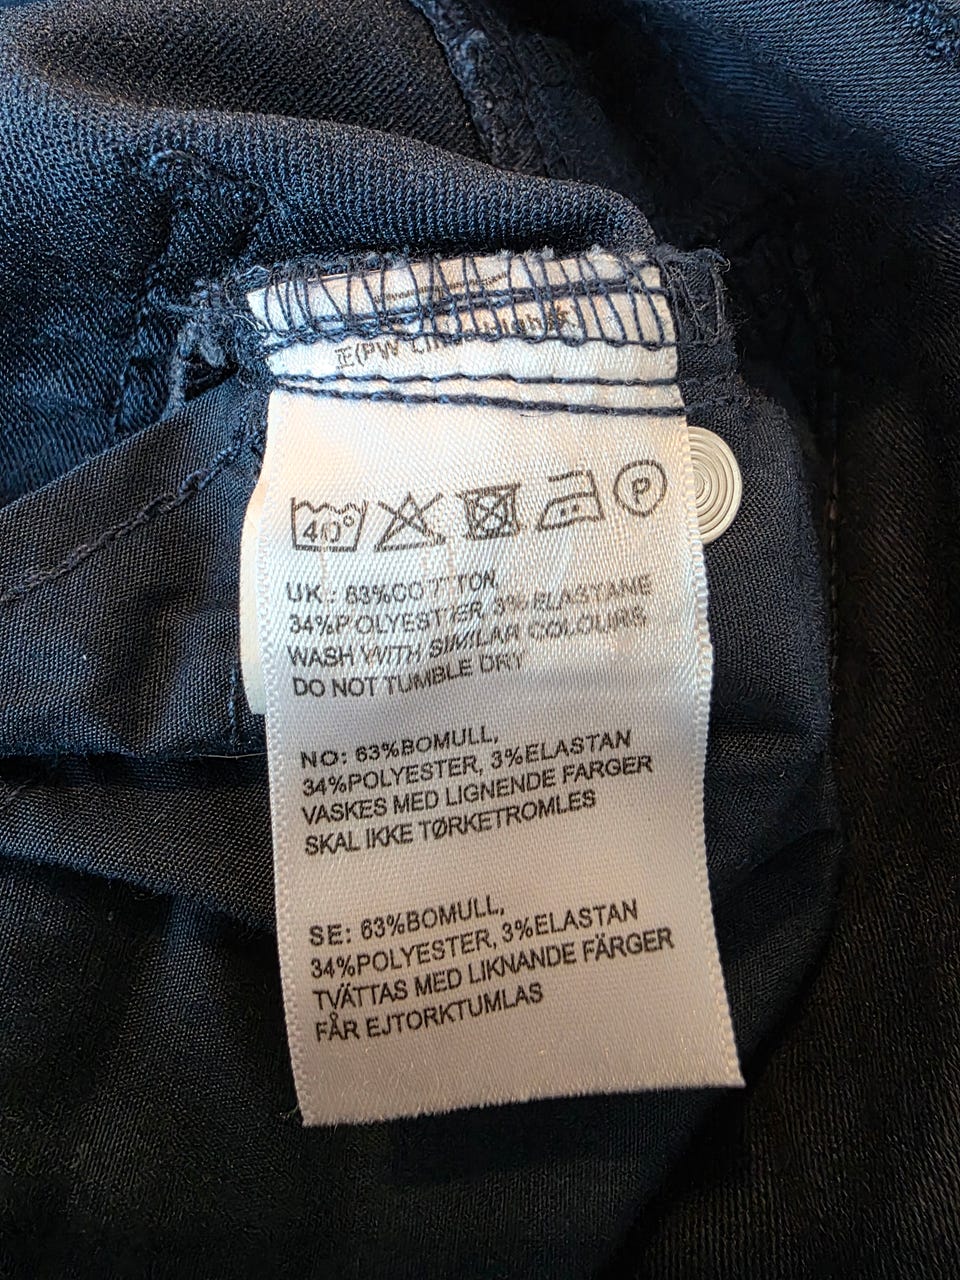 40°
P
UK: 63%COTTTON,
34%POLYESTER, 3%ELASTANE
WASH WITH SIMILAR COLOURS
DO NOT TUMBLE DRY
NO: 63%BOMULL,
34%POLYESTER, 3%ELASTAN
VASKES MED LIGNENDE FARGER
SKAL IKKE TØRKETROMLES
SE: 63%BOMULL,
34%POLYESTER, 3%ELASTAN
TVÄTTAS MED LIKNANDE FÄRGER
FÅR EJTORKTUMLAS